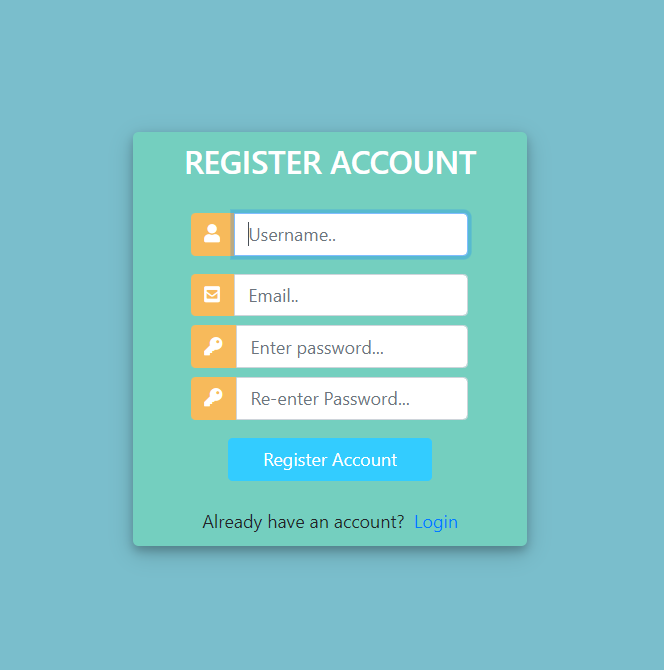 REGISTER ACCOUNT
Username..
Email..
Enter password...
Re-enter Password...
Register Account
Already have an account? Login